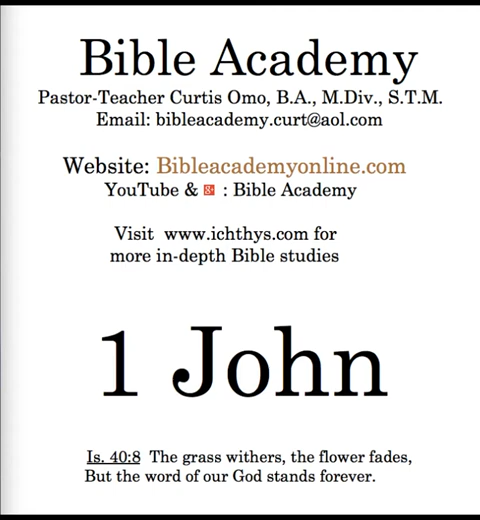 Bible Academy
Pastor-Teacher Curtis Omo, B.A., M.Div., S.T.M.
Email: bibleacademy.curt@aol.com
Website: Bibleacademyonline.com
YouTube & g+ : Bible Academy
Visit www.ichthys.com for
more in-depth Bible studies
1 John
Is. 40:8 The grass withers, the flower fades,
But the word of our God stands forever.